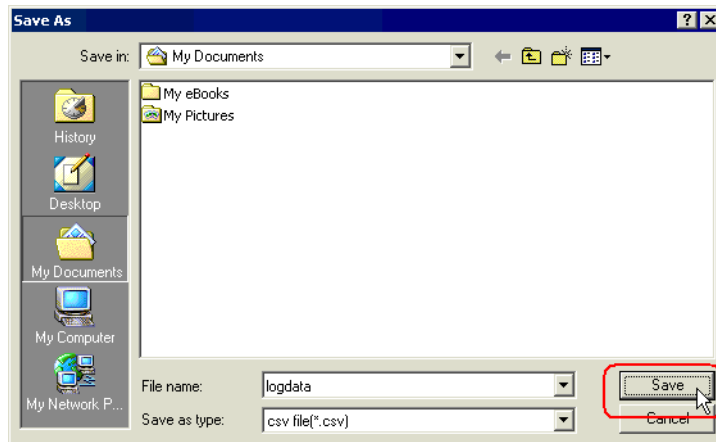 Save As
Save in: My Documents
My eBooks
My Pictures
History
Desktop
My Documents
My Computer
My Network P...
File name: logdata Save
Save as type: csv file(*.csv) Cancel